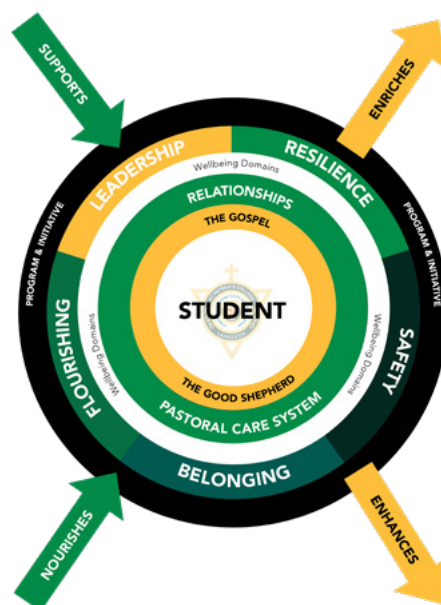 SUPPORTS
ENRICHES
PROGRAM & INITIATIVE
PROGRAM & INITIATIVE
LEADERSHIP
RESILIENCE
Wellbeing Domains
RELATIONSHIPS
THE GOSPEL
STUDENT
FLOURISHING
Wellbeing Domains
Wellbeing Domains
SAFETY
THE GOOD SHEPHERD
PASTORAL CARE SYSTEM
BELONGING
NOURISHES
ENHANCES